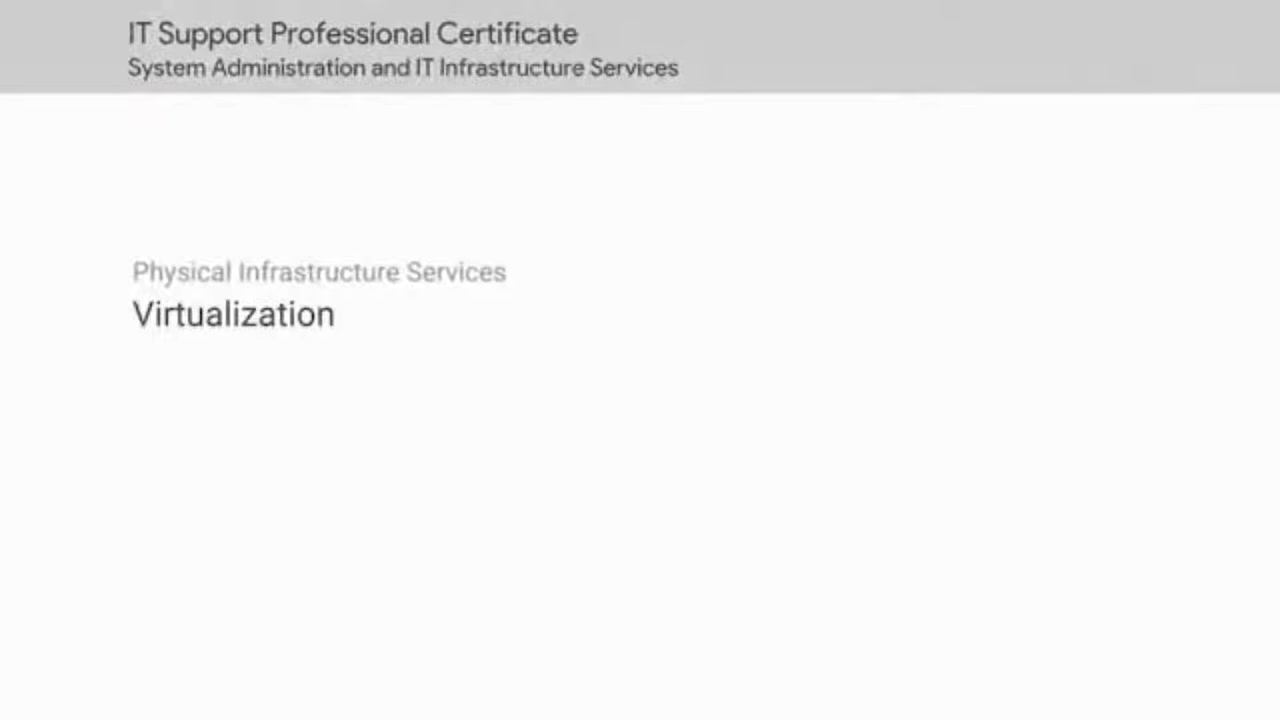 IT Support Professional Certificate
System Administration and IT Infrastructure Services
Physical Infrastructure Services
Virtualization